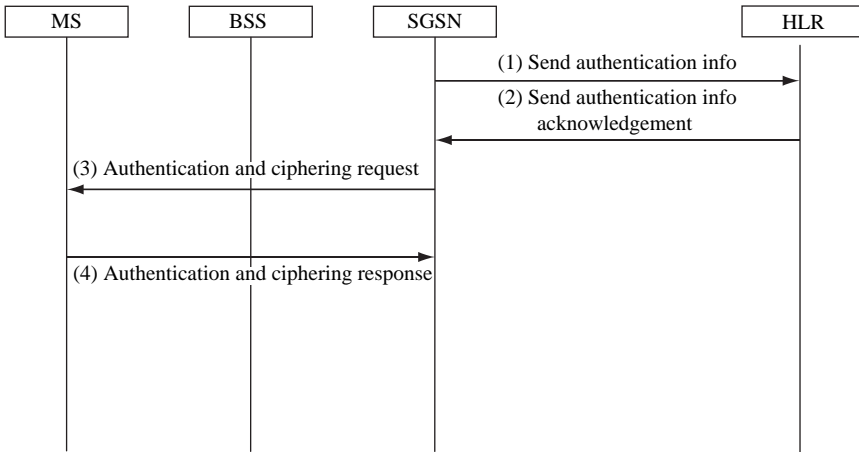 MS
BSS
SGSN
HLR
(1) Send authentication info
(2) Send authentication info
acknowledgement
(3) Authentication and ciphering request
(4) Authentication and ciphering response